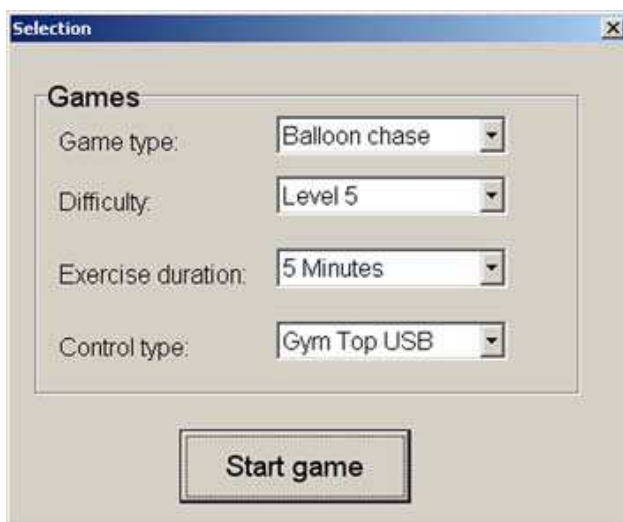 Selection
Games
Game type: Balloon chase
Difficulty: Level 5
Exercise duration: 5 Minutes
Control type: Gym Top USB
Start game